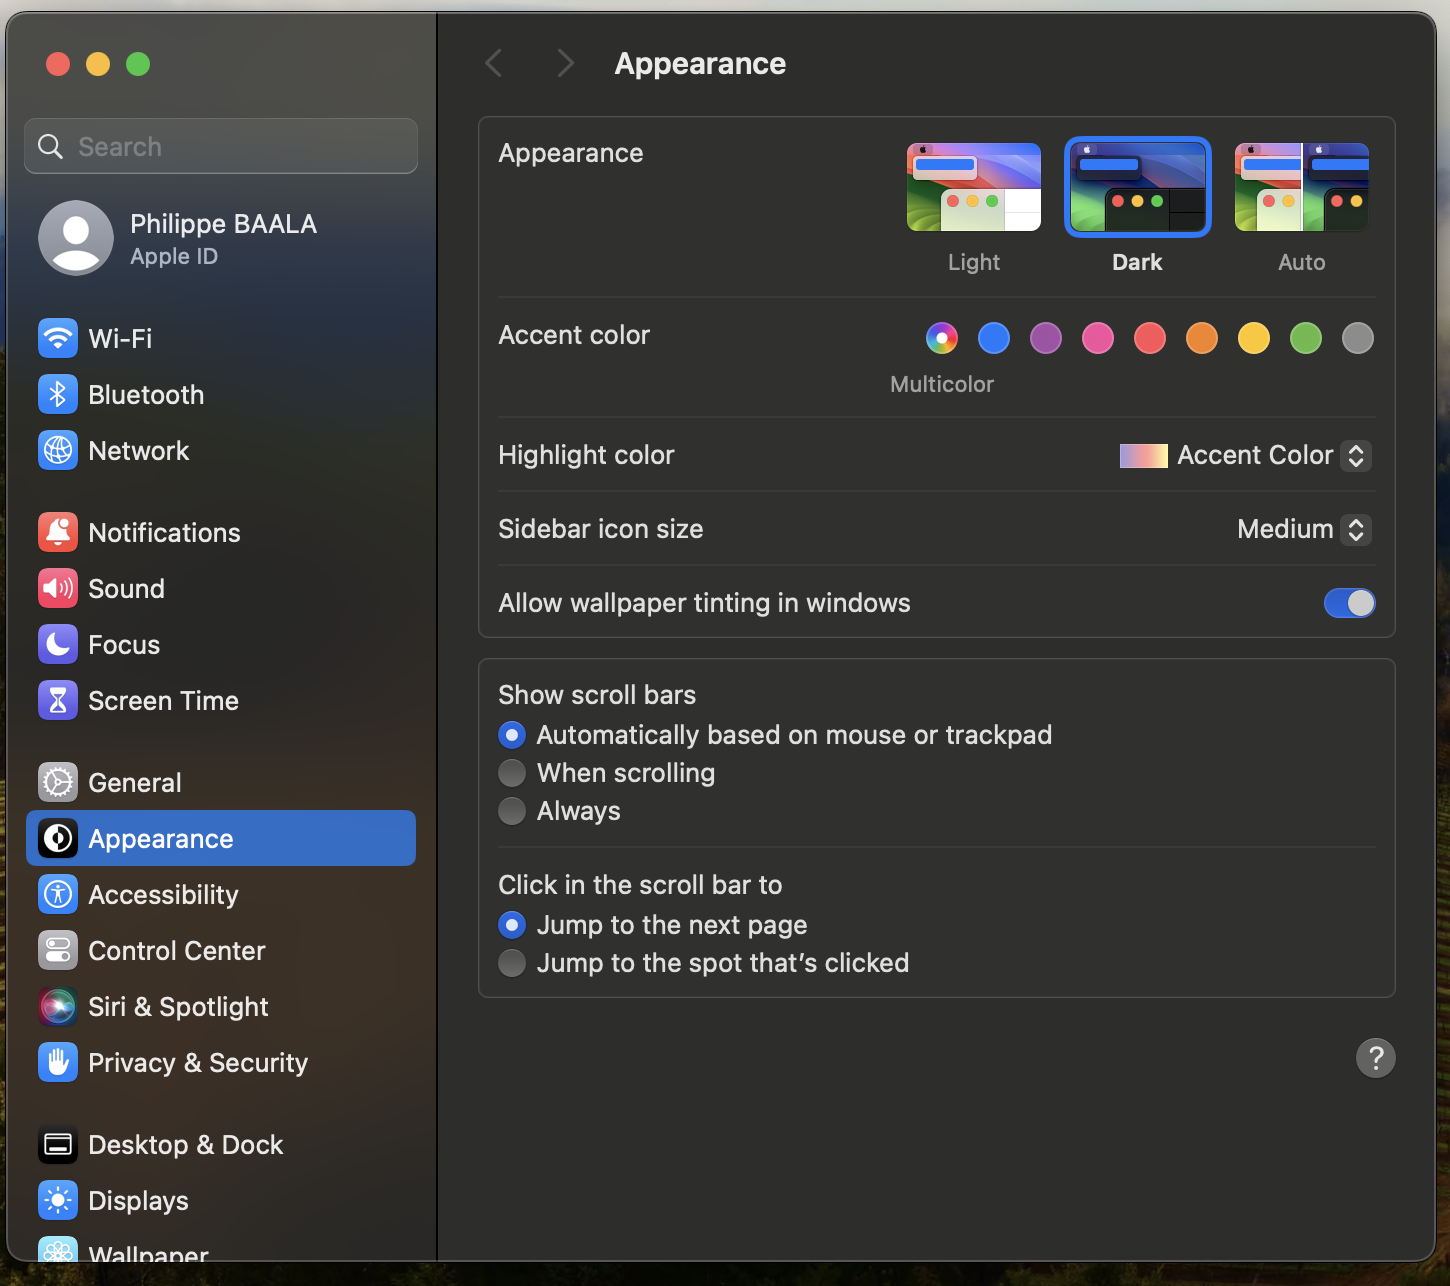 Appearance
Search
Philippe BAALA
Apple ID
Wi-Fi
Bluetooth
Network
Notifications
Sound
Focus
Screen Time
General
Appearance
Accessibility
Control Center
Siri & Spotlight
Privacy & Security
Desktop & Dock
Displays
Wallpaper
Appearance
Light
Dark
Auto
Accent color
Multicolor
Highlight color
Accent Color
Sidebar icon size
Medium
Allow wallpaper tinting in windows
Show scroll bars
Automatically based on mouse or trackpad
When scrolling
Always
Click in the scroll bar to
Jump to the next page
Jump to the spot that’s clicked
?